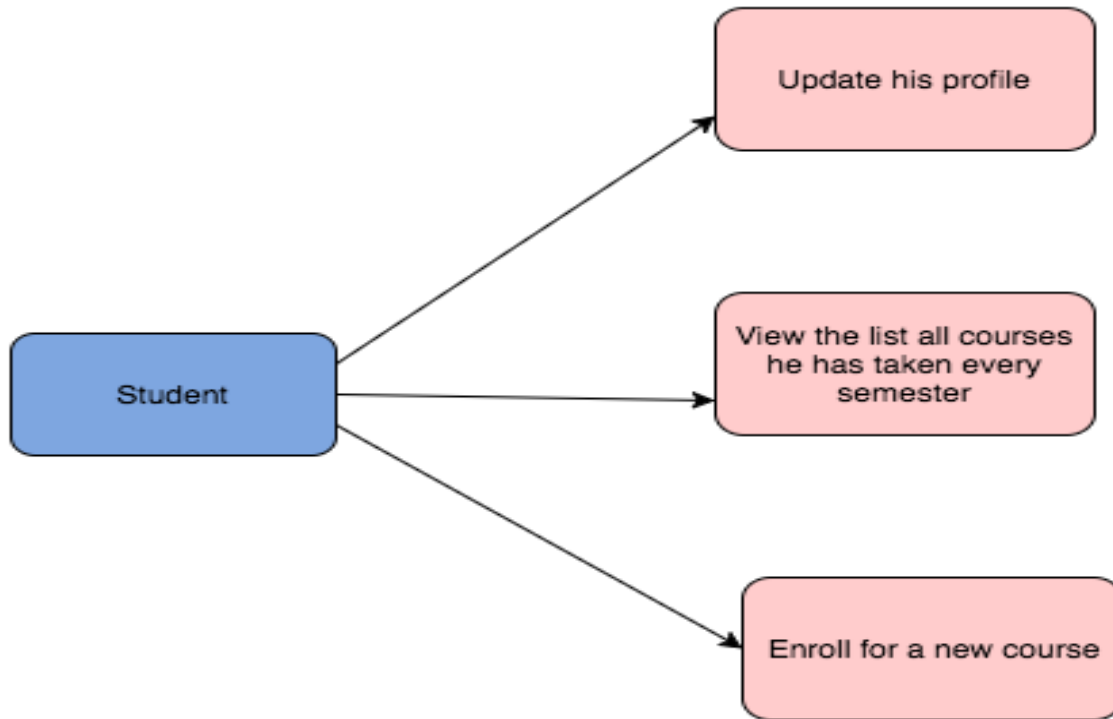 Update his profile
View the list all courses
he has taken every
semester
Student
Enroll for a new course